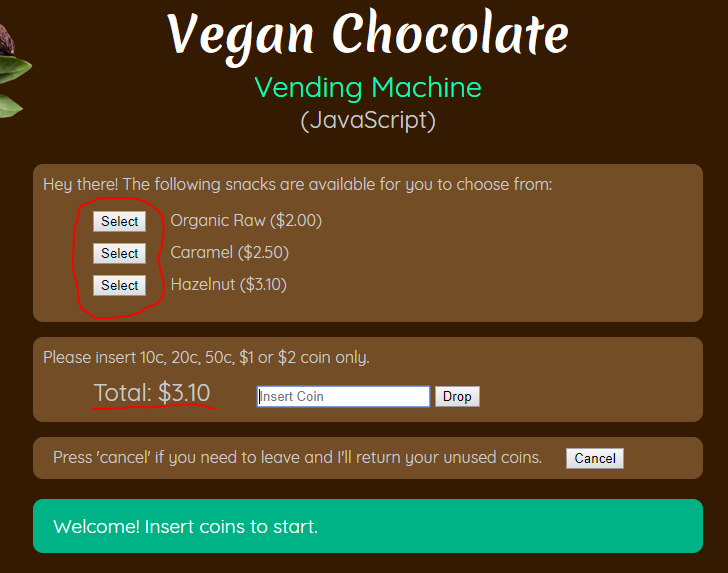 Vegan Chocolate
Vending Machine
(JavaScript)
Hey there! The following snacks are available for you to choose from:
Select Organic Raw ($2.00)
Select Caramel ($2.50)
Select Hazelnut ($3.10)
Please insert 10c, 20c, 50c, $1 or $2 coin only.
Total: $3.10 Insert Coin Drop
Press 'cancel' if you need to leave and I'll return your unused coins. Cancel
Welcome! Insert coins to start.